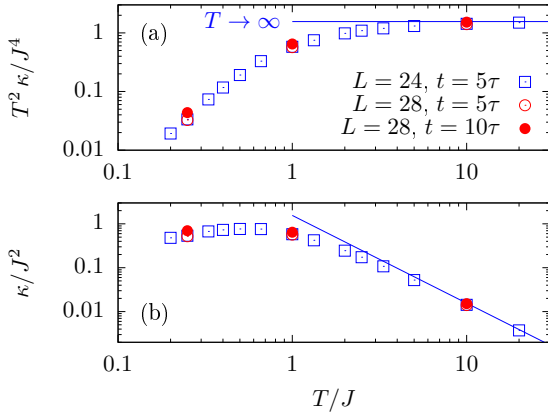 T → ∞
(a)
1
0.1
0.01
T² κ/J⁴
L = 24, t = 5τ
L = 28, t = 5τ
L = 28, t = 10τ
0.1 1 10
1
0.1
0.01
κ/J²
(b)
0.1 1 10
T/J